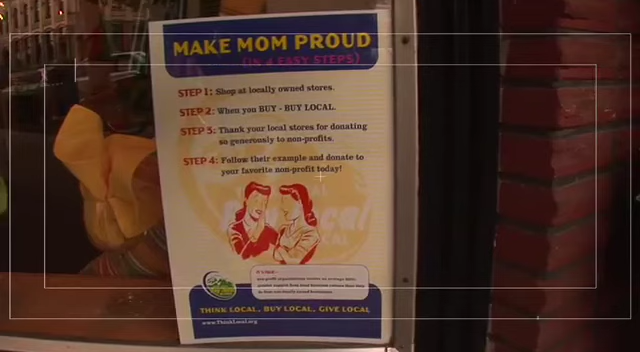 MAKE MOM PROUD
(IN 4 EASY STEPS)
STEP 1: Shop at locally owned stores.
STEP 2: When you BUY - BUY LOCAL.
STEP 3: Thank your local stores for donating
so generously to non-profits.
STEP 4: Follow their example and donate to
your favorite non-profit today!
THINK LOCAL. BUY LOCAL. GIVE LOCAL
www.ThinkLocal.org